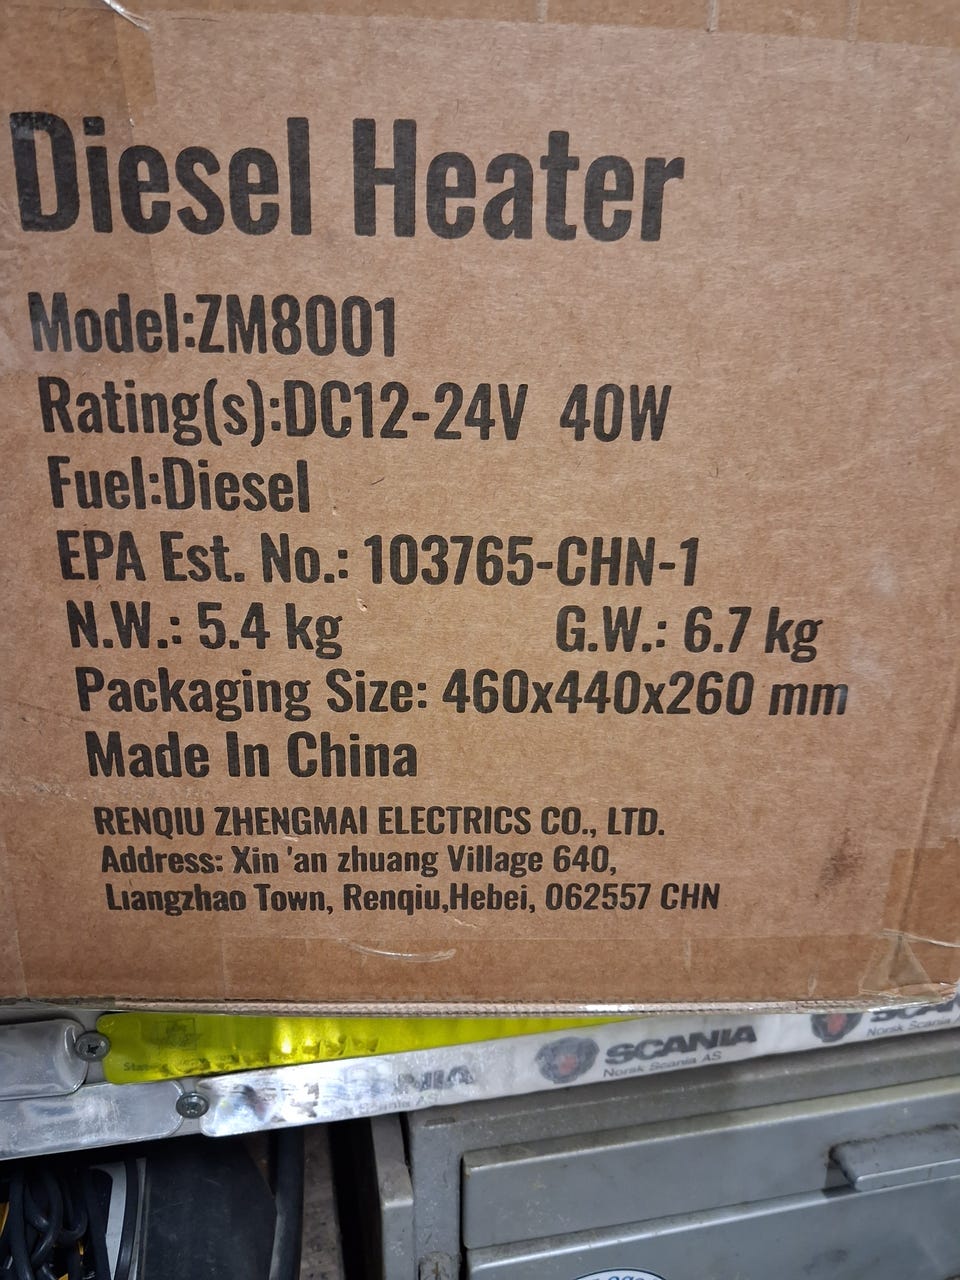 Diesel Heater
Model:ZM8001
Rating(s):DC12-24V 40W
Fuel:Diesel
EPA Est. No.: 103765-CHN-1
N.W.: 5.4 kg G.W.: 6.7 kg
Packaging Size: 460x440x260 mm
Made In China
RENQIU ZHENGMAI ELECTRICS CO., LTD.
Address: Xin 'an zhuang Village 640,
Liangzhao Town, Renqiu,Hebei, 062557 CHN
SCANIA
Norsk Scania AS
Norsk Scania